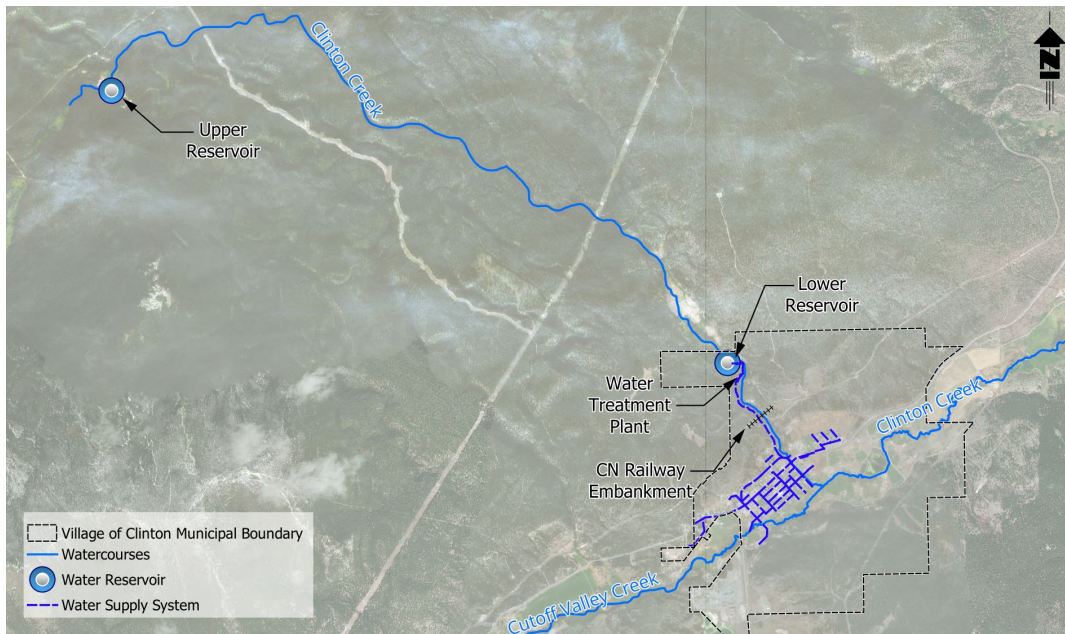 Clinton Creek
N
Upper
Reservoir
Lower
Reservoir
Water
Treatment
Plant
Clinton Creek
CN Railway
Embankment
Village of Clinton Municipal Boundary
Watercourses
Water Reservoir
Water Supply System
Cutoff Valley Creek